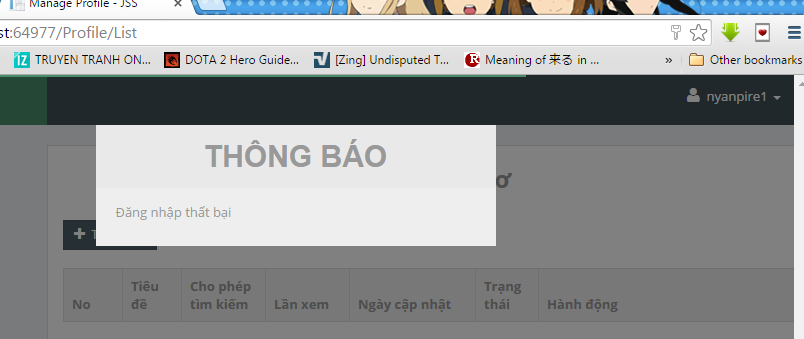 Manage Profile - JSS
st:64977/Profile/List
TRUYEN TRANH ON...
DOTA 2 Hero Guide...
[Zing] Undisputed T...
Meaning of 来る in ...
»
Other bookmarks
nyanpire1
THÔNG BÁO
Đăng nhập thất bại
No
Tiêu đề
Cho phép tìm kiếm
Lần xem
Ngày cập nhật
Trạng thái
Hành động